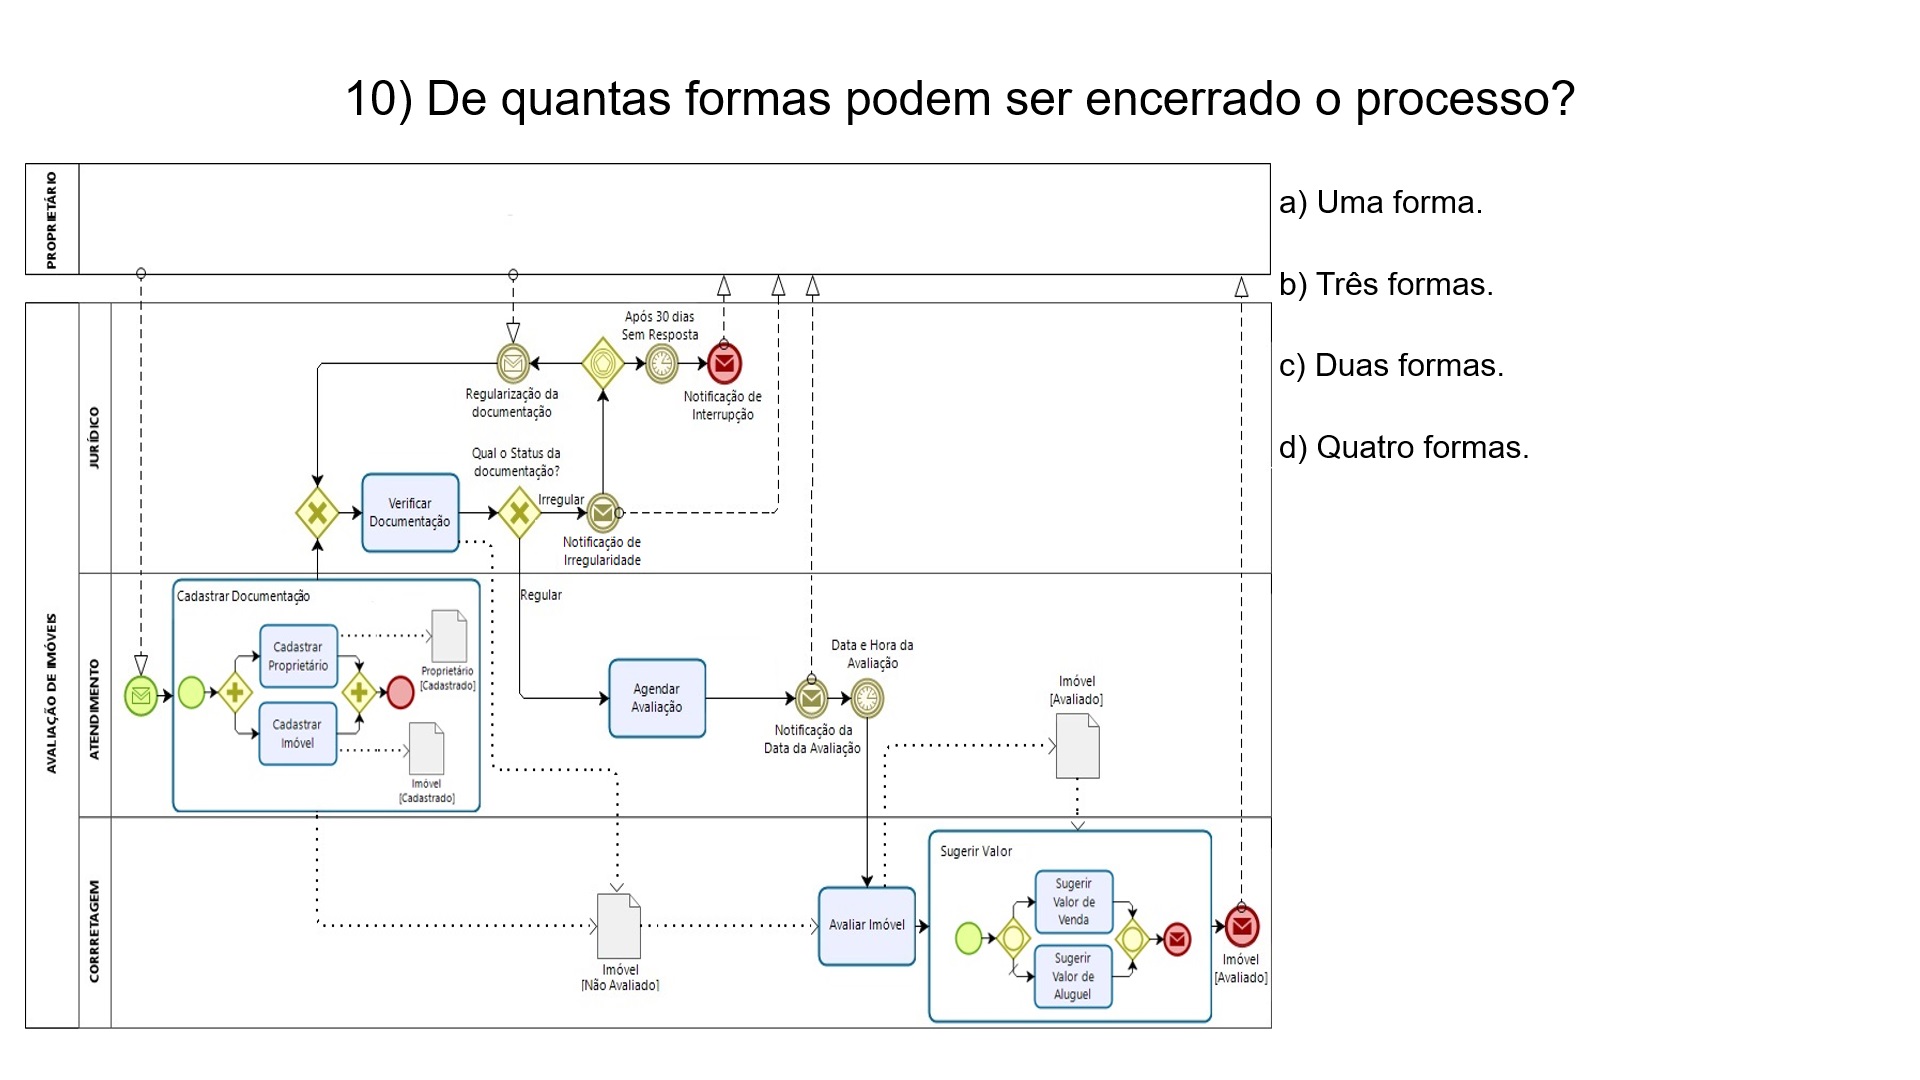 10) De quantas formas podem ser encerrado o processo?
PROPRIETÁRIO
a) Uma forma.
b) Três formas.
c) Duas formas.
d) Quatro formas.
AVALIAÇÃO DE IMÓVEIS
JURÍDICO
Após 30 dias
Sem Resposta
Regularização da
documentação
Notificação de
Interrupção
Qual o Status da
documentação?
Verificar
Documentação
Irregular
Notificação de
Irregularidade
Regular
ATENDIMENTO
Cadastrar Documentação
Cadastrar
Proprietário
Proprietário
[Cadastrado]
Cadastrar
Imóvel
Imóvel
[Cadastrado]
Agendar
Avaliação
Data e Hora da
Avaliação
Notificação da
Data da Avaliação
Imóvel
[Avaliado]
CORRETAGEM
Imóvel
[Não Avaliado]
Avaliar Imóvel
Sugerir Valor
Sugerir
Valor de
Venda
Sugerir
Valor de
Aluguel
Imóvel
[Avaliado]